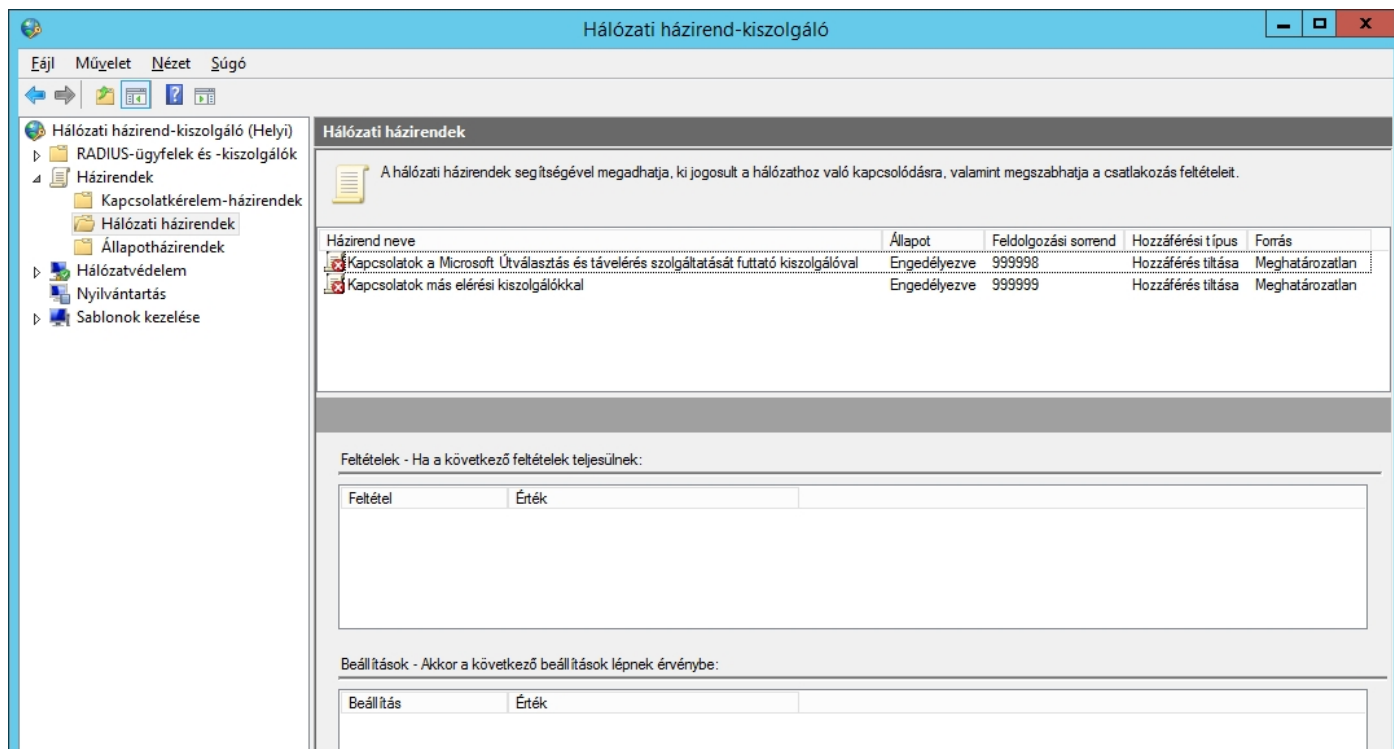 Hálózati házirend-kiszolgáló
Fájl Művelet Nézet Súgó
Hálózati házirend-kiszolgáló (Helyi)
RADIUS-ügyfelek és -kiszolgálók
Házirendek
Kapcsolatkérelem-házirendek
Hálózati házirendek
Állapotházirendek
Hálózatvédelem
Nyilvántartás
Sablonok kezelése
Hálózati házirendek
A hálózati házirendek segítségével megadhatja, ki jogosult a hálózathoz való kapcsolódásra, valamint megszabhatja a csatlakozás feltételeit.
Házirend neve Állapot Feldolgozási sorrend Hozzáférési típus Forrás
Kapcsolatok a Microsoft Útválasztás és távelérés szolgáltatását futtató kiszolgálóval Engedélyezve 999998 Hozzáférés tiltása Meghatározatlan
Kapcsolatok más elérési kiszolgálókkal Engedélyezve 999999 Hozzáférés tiltása Meghatározatlan
Feltételek - Ha a következő feltételek teljesülnek:
Feltétel Érték
Beállítások - Akkor a következő beállítások lépnek érvénybe:
Beállítás Érték